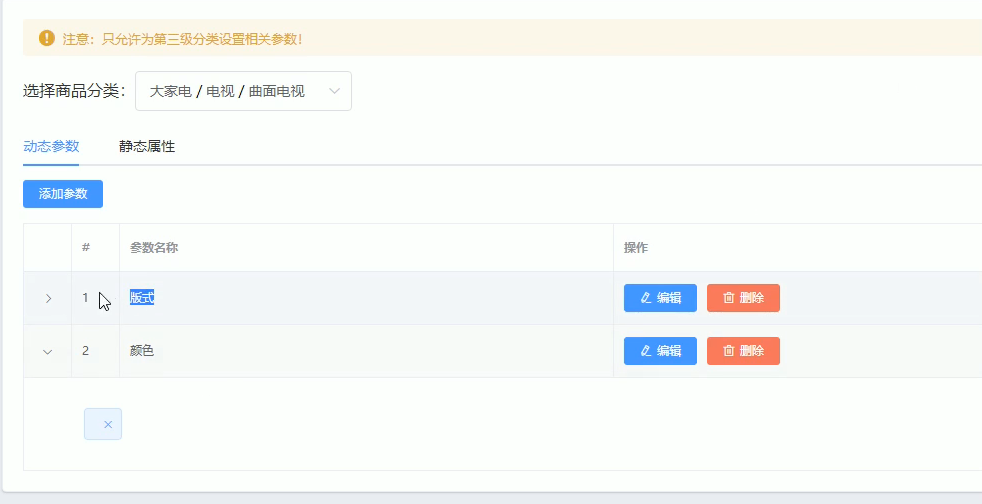 注意：只允许为第三级分类设置相关参数！
选择商品分类： 大家电 / 电视 / 曲面电视
动态参数 静态属性
添加参数
# 参数名称 操作
1 版式 编辑 删除
2 颜色 编辑 删除